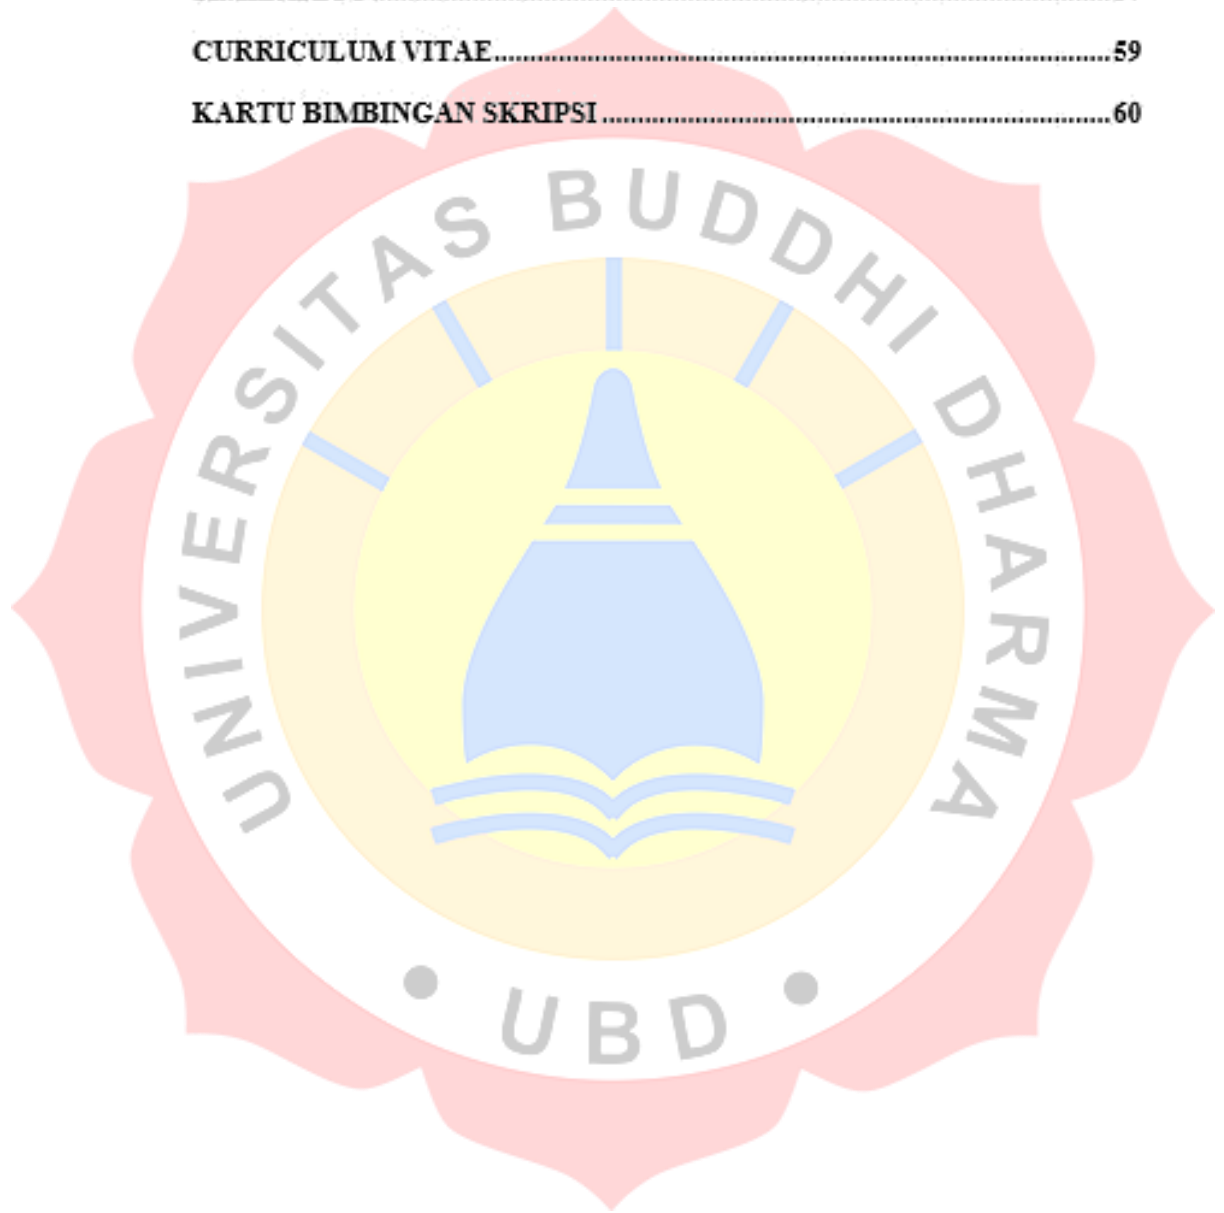 CURRICULUM VITAE..........................................................................................59
KARTU BIMBINGAN SKRIPSI..........................................................................60
UNIVERSITAS BUDDHI DHARMA
• UBD •